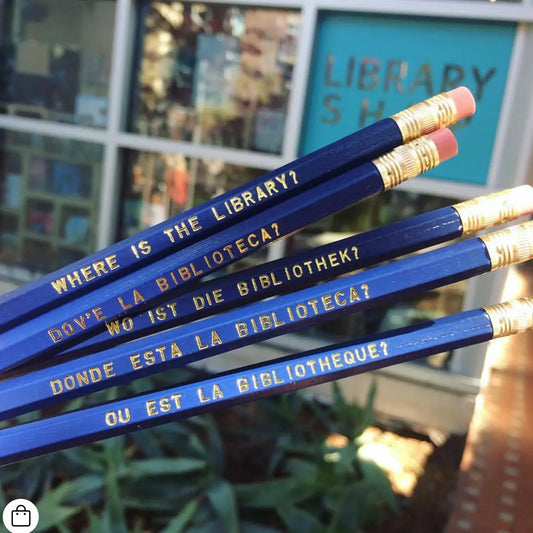 LIBRARY
SHOP
WHERE IS THE LIBRARY?
DOV'E LA BIBLIOTECA?
WO IST DIE BIBLIOTHEK?
DONDE ESTA LA BIBLIOTECA?
OU EST LA BIBLIOTHEQUE?